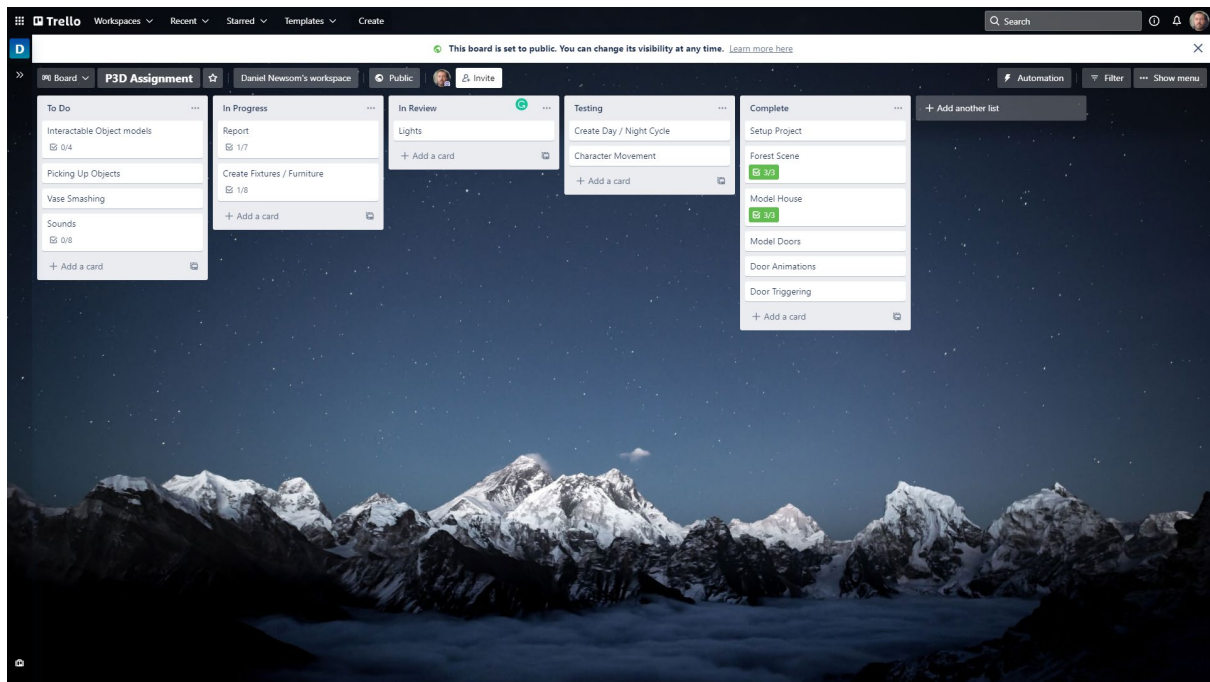 Trello Workspaces Recent Starred Templates Create Search
D
This board is set to public. You can change its visibility at any time. Learn more here
Board P3D Assignment Daniel Newsom's workspace Public Invite Automation Filter Show menu
To Do
Interactable Object models
0/4
Picking Up Objects
Vase Smashing
Sounds
0/8
+ Add a card
In Progress
Report
1/7
Create Fixtures / Furniture
1/8
+ Add a card
In Review
Lights
+ Add a card
Testing
Create Day / Night Cycle
Character Movement
+ Add a card
Complete
Setup Project
Forest Scene
3/3
Model House
3/3
Model Doors
Door Animations
Door Triggering
+ Add a card
+ Add another list